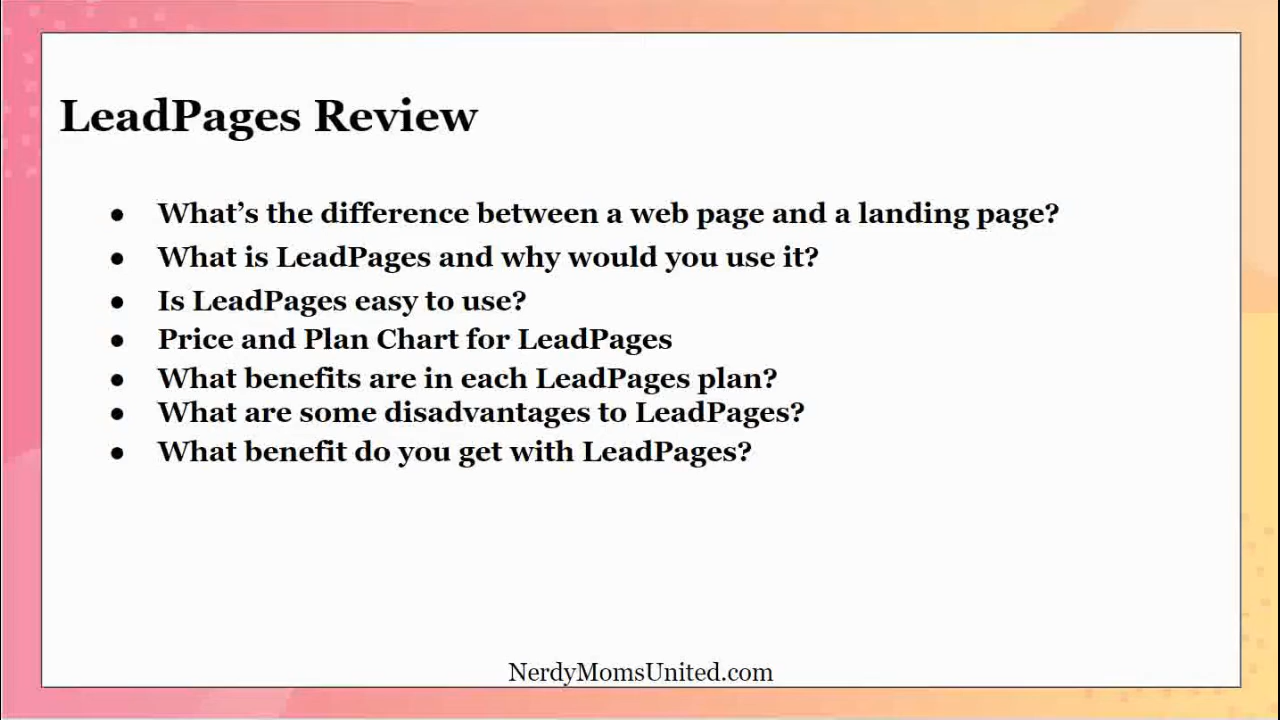 LeadPages Review
● What’s the difference between a web page and a landing page?
● What is LeadPages and why would you use it?
● Is LeadPages easy to use?
● Price and Plan Chart for LeadPages
● What benefits are in each LeadPages plan?
● What are some disadvantages to LeadPages?
● What benefit do you get with LeadPages?
NerdyMomsUnited.com